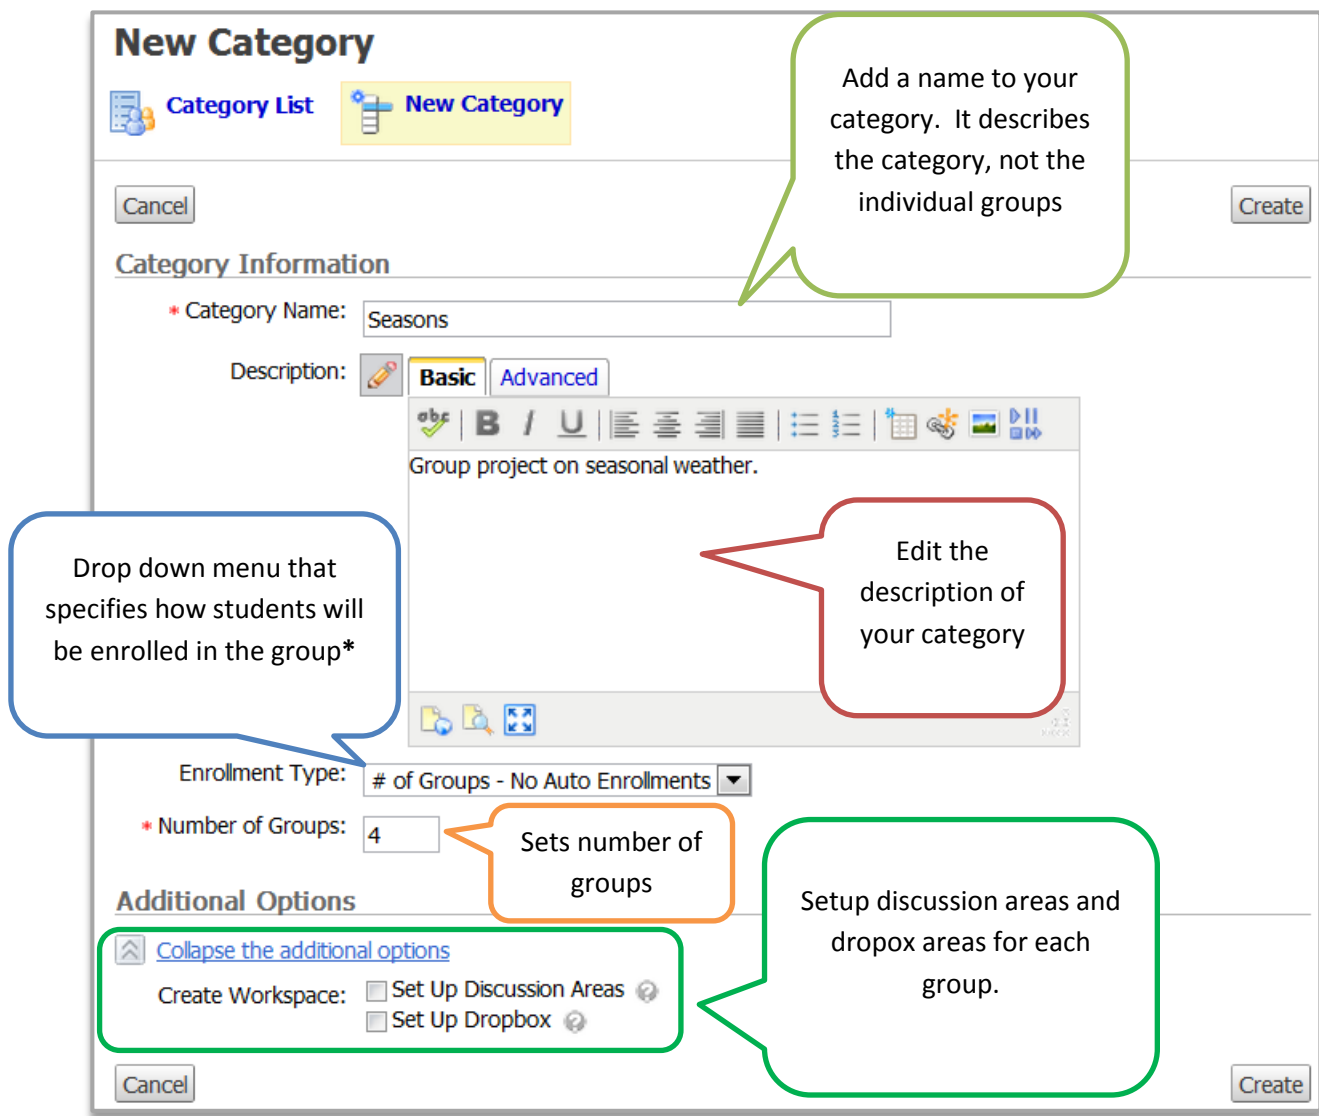 New Category
Category List
New Category
Add a name to your
category.  It describes
the category, not the
individual groups
Cancel
Create
Category Information
* Category Name:
Seasons
Description:
Basic
Advanced
abc
B I U
Group project on seasonal weather.
Edit the
description of
your category
Drop down menu that
specifies how students will
be enrolled in the group*
Enrollment Type:
# of Groups - No Auto Enrollments
* Number of Groups:
4
Sets number of
groups
Additional Options
Setup discussion areas and
dropox areas for each
group.
Collapse the additional options
Create Workspace:
Set Up Discussion Areas ?
Set Up Dropbox ?
Cancel
Create